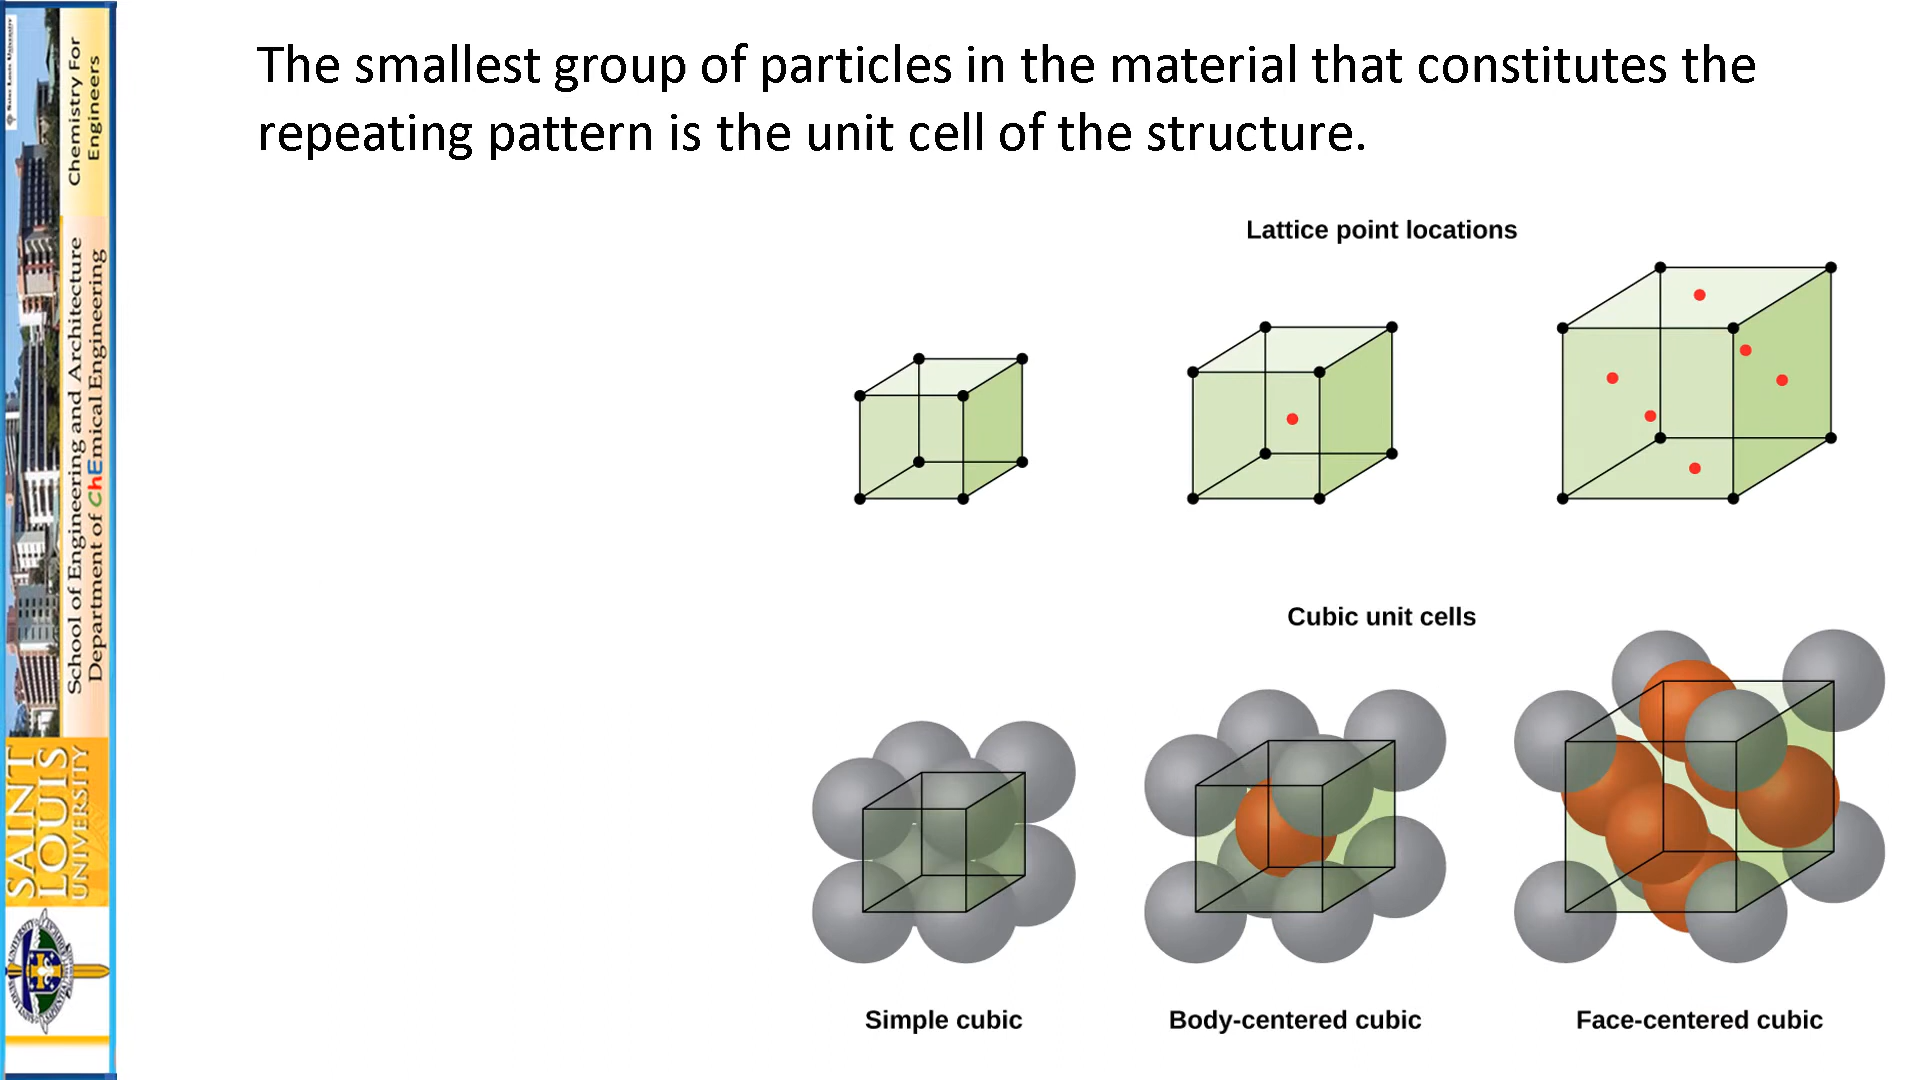 The smallest group of particles in the material that constitutes the
repeating pattern is the unit cell of the structure.
Lattice point locations
Cubic unit cells
Simple cubic
Body-centered cubic
Face-centered cubic
Chemistry For
Engineers
School of Engineering and Architecture
Department of ChEmical Engineering
SAINT
LOUIS
UNIVERSITY